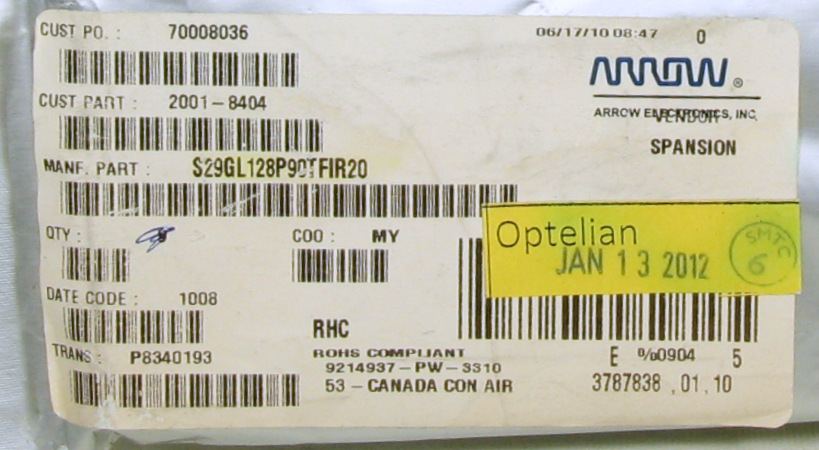 CUST PO. : 70008036
06/17/10 08:47 0
ARROW
CUST PART : 2001-8404
ARROW ELECTRONICS, INC.
VENDOR
SPANSION
MANF. PART : S29GL128P90TFIR20
QTY :
COO : MY
Optelian
JAN 13 2012
SMTC
6
DATE CODE : 1008
RHC
TRANS : P8340193
ROHS COMPLIANT
E %0904 5
9214937-PW-3310
53 - CANADA CON AIR
3787838 ,01,10